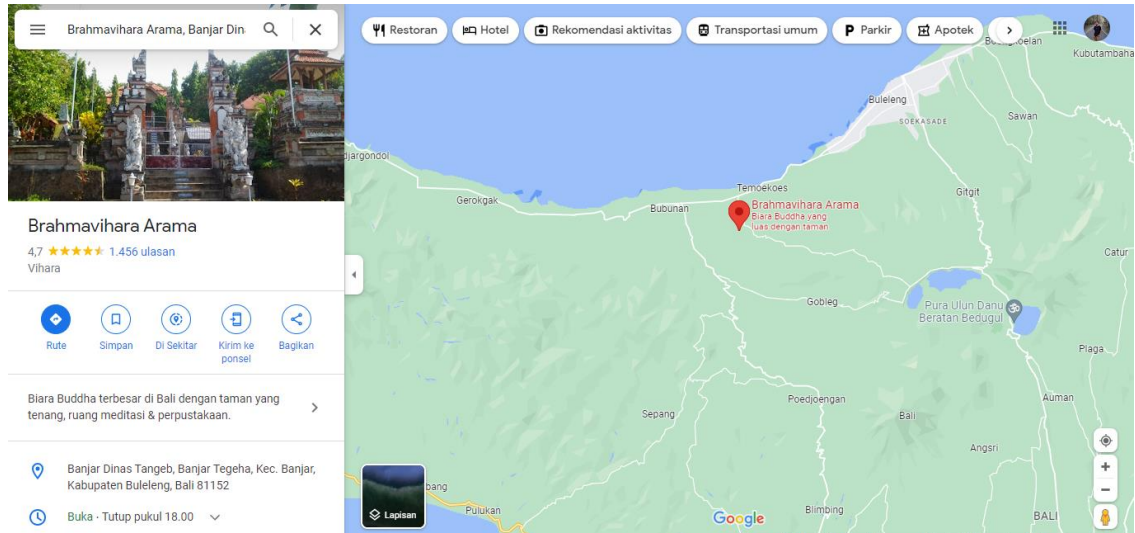 Brahmavihara Arama, Banjar Din
Brahmavihara Arama
4,7
1.456 ulasan
Vihara
Rute
Simpan
Di Sekitar
Kirim ke
ponsel
Bagikan
Biara Buddha terbesar di Bali dengan taman yang
tenang, ruang meditasi & perpustakaan.
Banjar Dinas Tangeb, Banjar Tegeha, Kec. Banjar,
Kabupaten Buleleng, Bali 81152
Buka · Tutup pukul 18.00
Restoran
Hotel
Rekomendasi aktivitas
Transportasi umum
P Parkir
Apotek
Kubutambaha
Buleleng
SOEKASADE
Sawan
djargondol
Gerokgak
Bubunan
Temoekoes
Brahmavihara Arama
Biara Buddha yang
luas dengan taman
Gitgit
Catur
Gobleg
Pura Ulun Danu
Beratan Bedugul
Plaga
Poedjoengan
Auman
Sepang
Bali
Angsri
bang
Pulukan
Blimbing
BALI
Lapisan
Google